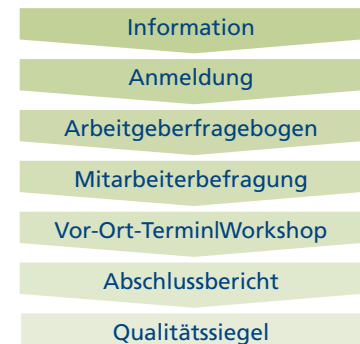 Information
Anmeldung
Arbeitgeberfragebogen
Mitarbeiterbefragung
Vor-Ort-Termin|Workshop
Abschlussbericht
Qualitätssiegel